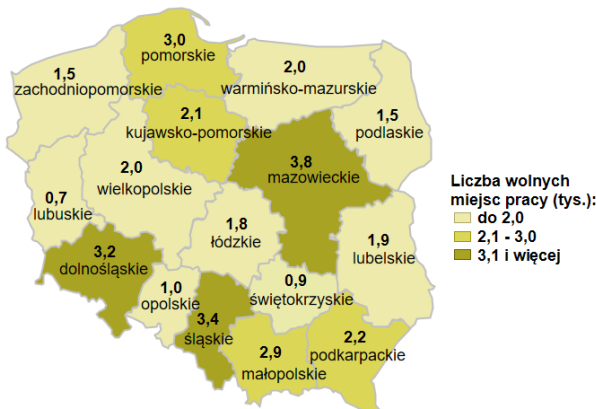 3,0
pomorskie
1,5
zachodniopomorskie
2,0
warmińsko-mazurskie
2,1
kujawsko-pomorskie
1,5
podlaskie
2,0
wielkopolskie
3,8
mazowieckie
0,7
lubuskie
1,8
łódzkie
1,9
lubelskie
3,2
dolnośląskie
1,0
opolskie
0,9
świętokrzyskie
3,4
śląskie
2,9
małopolskie
2,2
podkarpackie
Liczba wolnych
miejsc pracy (tys.):
do 2,0
2,1 - 3,0
3,1 i więcej